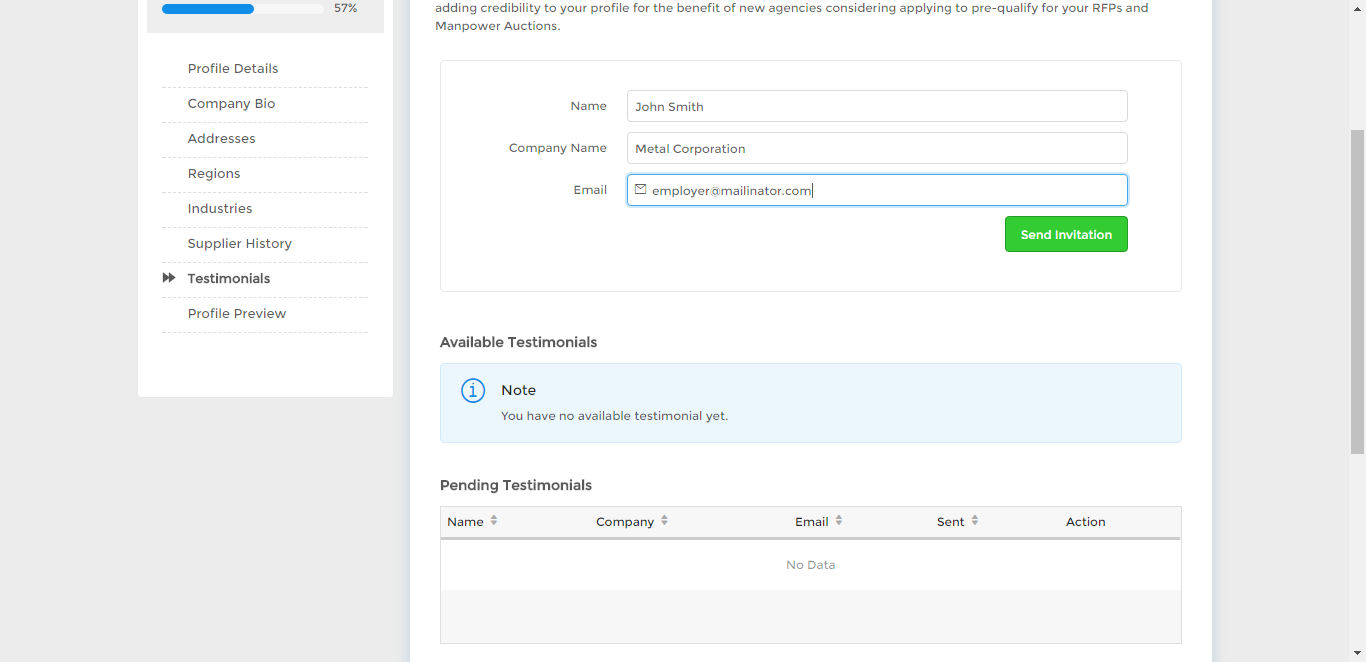 57%
Profile Details
Company Bio
Addresses
Regions
Industries
Supplier History
Testimonials
Profile Preview
adding credibility to your profile for the benefit of new agencies considering applying to pre-qualify for your RFPs and
Manpower Auctions.
Name John Smith
Company Name Metal Corporation
Email employer@mailinator.com
Send Invitation
Available Testimonials
Note
You have no available testimonial yet.
Pending Testimonials
Name Company Email Sent Action
No Data